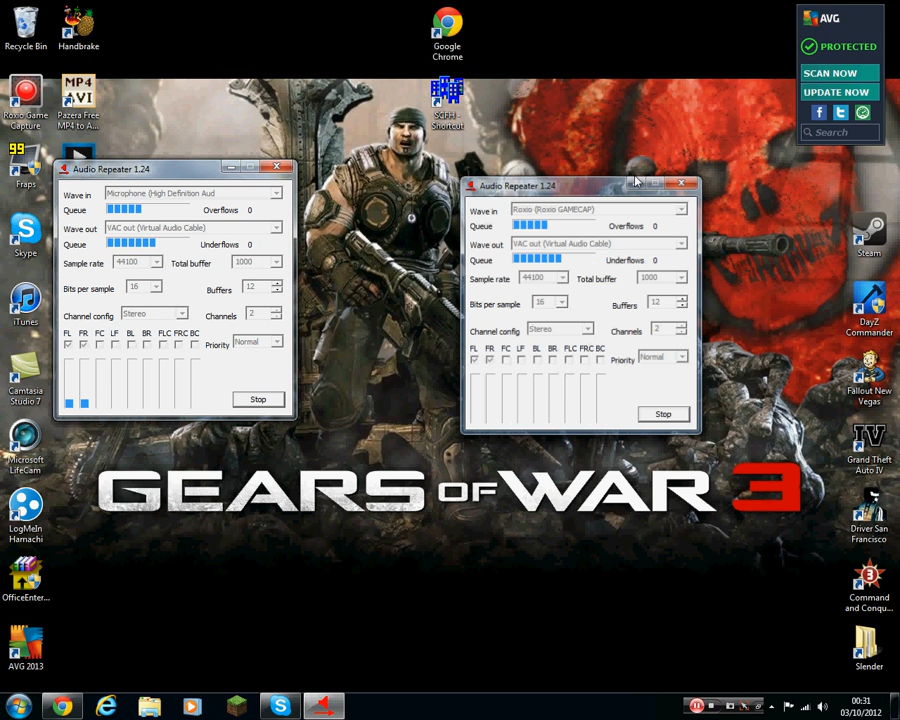 Recycle Bin
Handbrake
Google
Chrome
AVG
PROTECTED
SCAN NOW
UPDATE NOW
Search
Roxio Game
Capture
MP4
AVI
Pazera Free
MP4 to A...
SCFH -
Shortcut
99
Fraps
Skype
iTunes
Camtasia
Studio 7
Microsoft
LifeCam
LogMeIn
Hamachi
OfficeEnter...
AVG 2013
Audio Repeater 1.24
Wave in
Microphone (High Definition Aud
Queue
Overflows 0
Wave out
VAC out (Virtual Audio Cable)
Queue
Underflows 0
Sample rate 44100 Total buffer 1000
Bits per sample 16 Buffers 12
Channel config Stereo Channels 2
FL FR FC LF BL BR FLC FRC BC
Priority Normal
Stop
Audio Repeater 1.24
Wave in
Roxio (Roxio GAMECAP)
Queue
Overflows 0
Wave out
VAC out (Virtual Audio Cable)
Queue
Underflows 0
Sample rate 44100 Total buffer 1000
Bits per sample 16 Buffers 12
Channel config Stereo Channels 2
FL FR FC LF BL BR FLC FRC BC
Priority Normal
Stop
GEARS OF WAR 3
Steam
DayZ
Commander
Fallout New
Vegas
IV
Grand Theft
Auto IV
Driver San
Francisco
3
Command
and Conqu...
Slender
00:31
03/10/2012